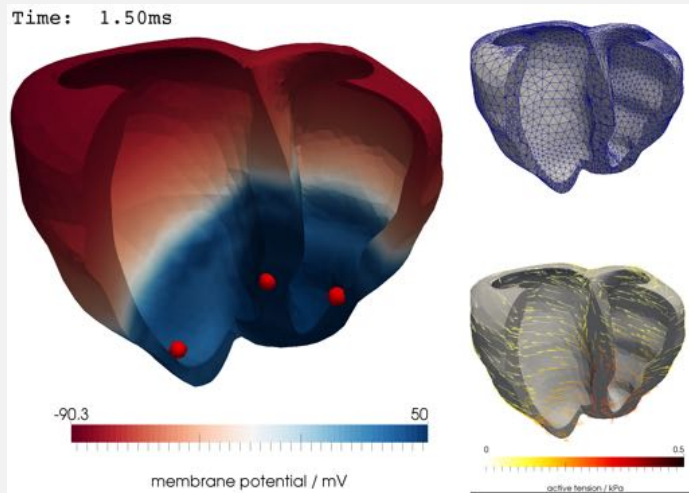 Time: 1.50ms
-90.3 50
membrane potential / mV
0 0.5
active tension / kPa